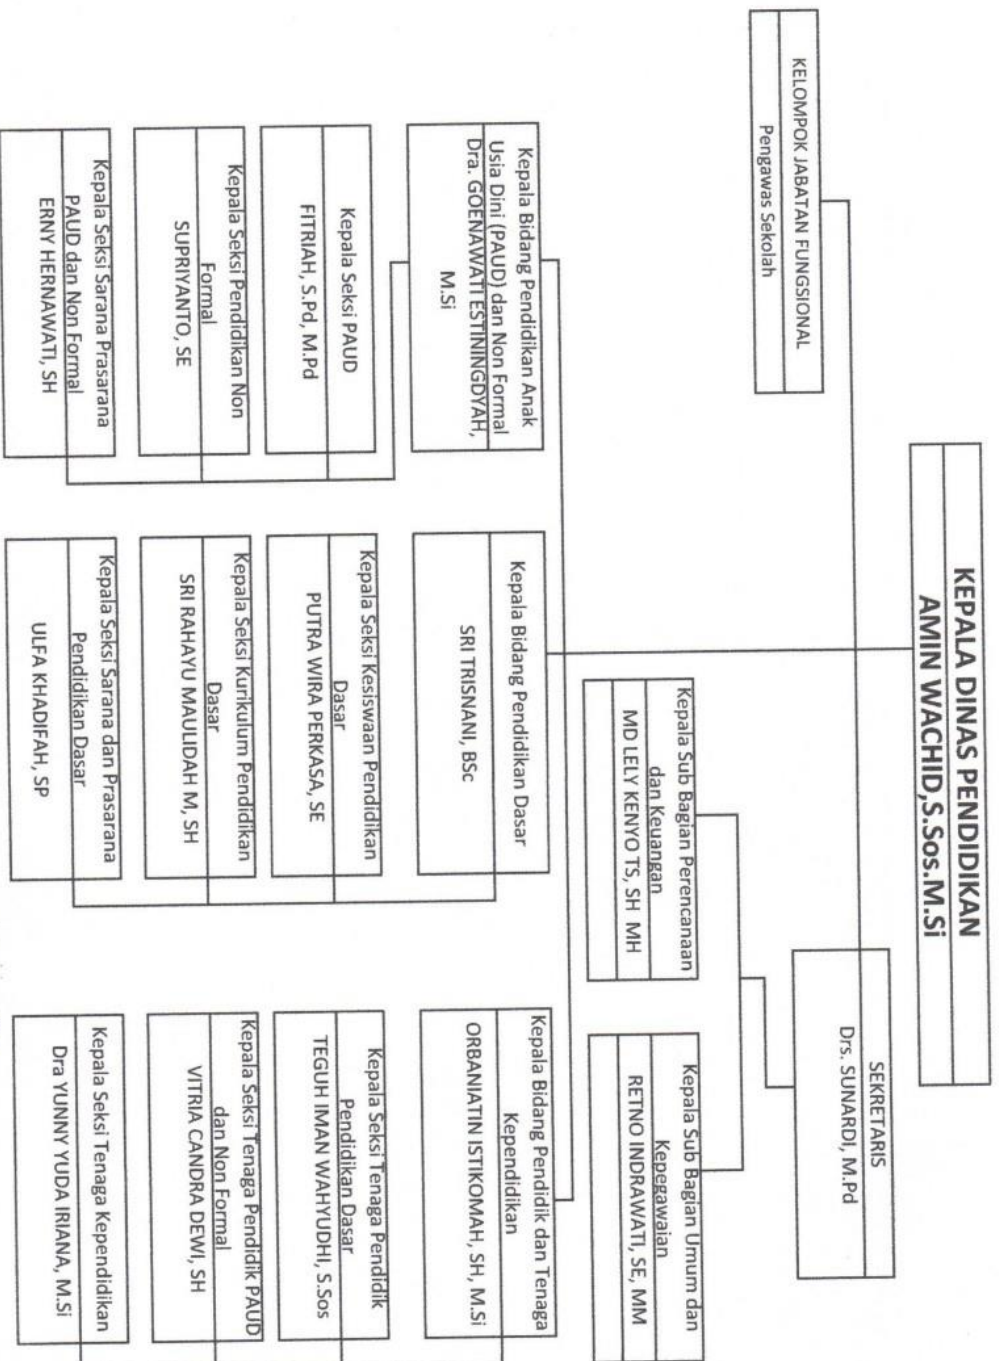 KEPALA DINAS PENDIDIKAN
AMIN WACHID,S.Sos.M.Si
KELOMPOK JABATAN FUNGSIONAL
Pengawas Sekolah
SEKRETARIS
Drs. SUNARDI, M.Pd
Kepala Sub Bagian Perencanaan
dan Keuangan
MD LELY KENYO TS, SH MH
Kepala Sub Bagian Umum dan
Kepegawaian
RETNO INDRAWATI, SE, MM
Kepala Bidang Pendidikan Anak
Usia Dini (PAUD) dan Non Formal
Dra. GOENAWATI ESTININGDYAH,
M.Si
Kepala Seksi PAUD
FITRIAH, S.Pd, M.Pd
Kepala Seksi Pendidikan Non
Formal
SUPRIYANTO, SE
Kepala Seksi Sarana Prasarana
PAUD dan Non Formal
ERNY HERNAWATI, SH
Kepala Bidang Pendidikan Dasar
SRI TRISNANI, BSc
Kepala Seksi Kesiswaan Pendidikan
Dasar
PUTRA WIRA PERKASA, SE
Kepala Seksi Kurikulum Pendidikan
Dasar
SRI RAHAYU MAULIDAH M, SH
Kepala Seksi Sarana dan Prasarana
Pendidikan Dasar
ULFA KHADIFAH, SP
Kepala Bidang Pendidik dan Tenaga
Kependidikan
ORBANIATIN ISTIKOMAH, SH, M.Si
Kepala Seksi Tenaga Pendidik
Pendidikan Dasar
TEGUH IMAN WAHYUDHI, S.Sos
Kepala Seksi Tenaga Pendidik PAUD
dan Non Formal
VITRIA CANDRA DEWI, SH
Kepala Seksi Tenaga Kependidikan
Dra YUNNY YUDA IRIANA, M.Si